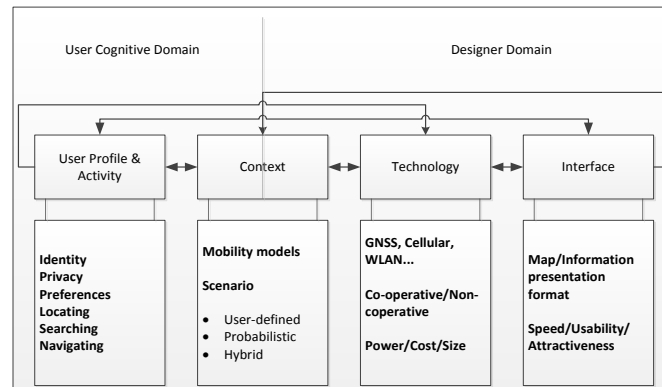 User Cognitive Domain
Designer Domain
User Profile &
Activity
Context
Technology
Interface
Identity
Privacy
Preferences
Locating
Searching
Navigating
Mobility models
Scenario
• User-defined
• Probabilistic
• Hybrid
GNSS, Cellular,
WLAN...
Co-operative/Non-
coperative
Power/Cost/Size
Map/Information
presentation
format
Speed/Usability/
Attractiveness